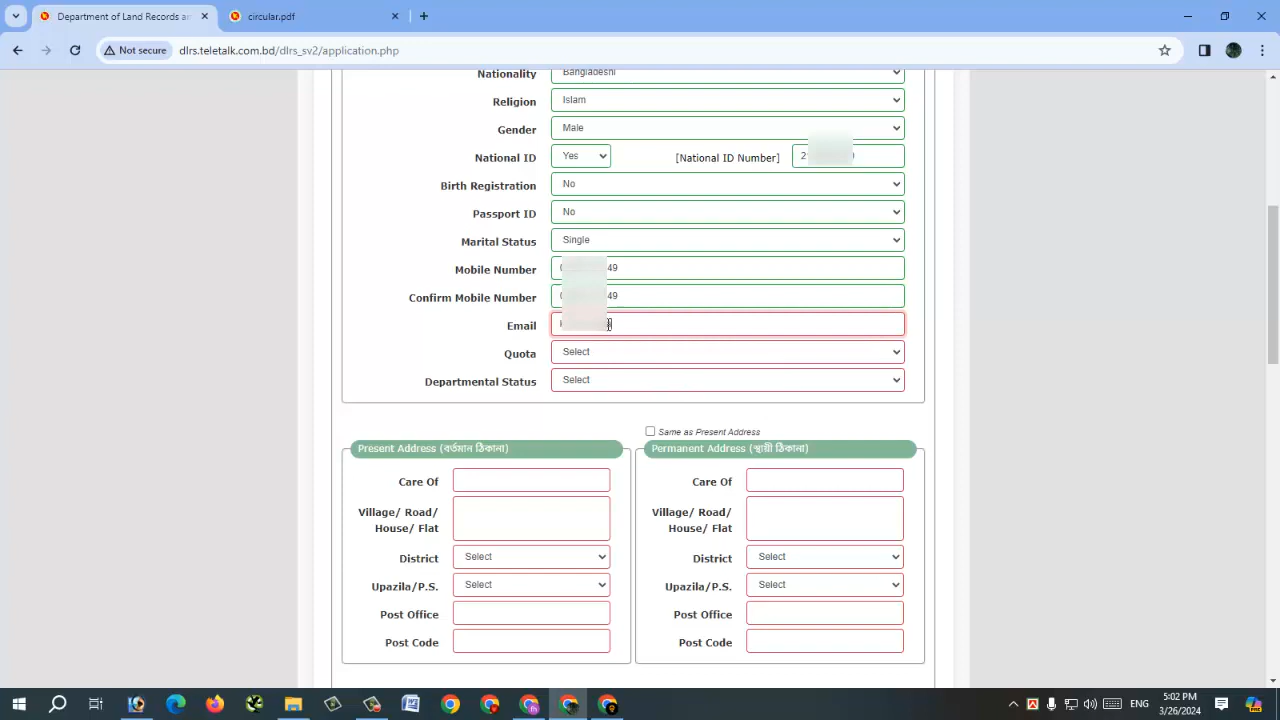 Department of Land Records an
circular.pdf
Not secure
dlrs.teletalk.com.bd/dlrs_sv2/application.php
Nationality Bangladeshi
Religion Islam
Gender Male
National ID Yes [National ID Number] 2
Birth Registration No
Passport ID No
Marital Status Single
Mobile Number 49
Confirm Mobile Number 49
Email
Quota Select
Departmental Status Select
Same as Present Address
Present Address (বর্তমান ঠিকানা) Permanent Address (স্থায়ী ঠিকানা)
Care Of Care Of
Village/ Road/ Village/ Road/
House/ Flat House/ Flat
District Select District Select
Upazila/P.S. Select Upazila/P.S. Select
Post Office Post Office
Post Code Post Code
ENG
5:02 PM
3/26/2024